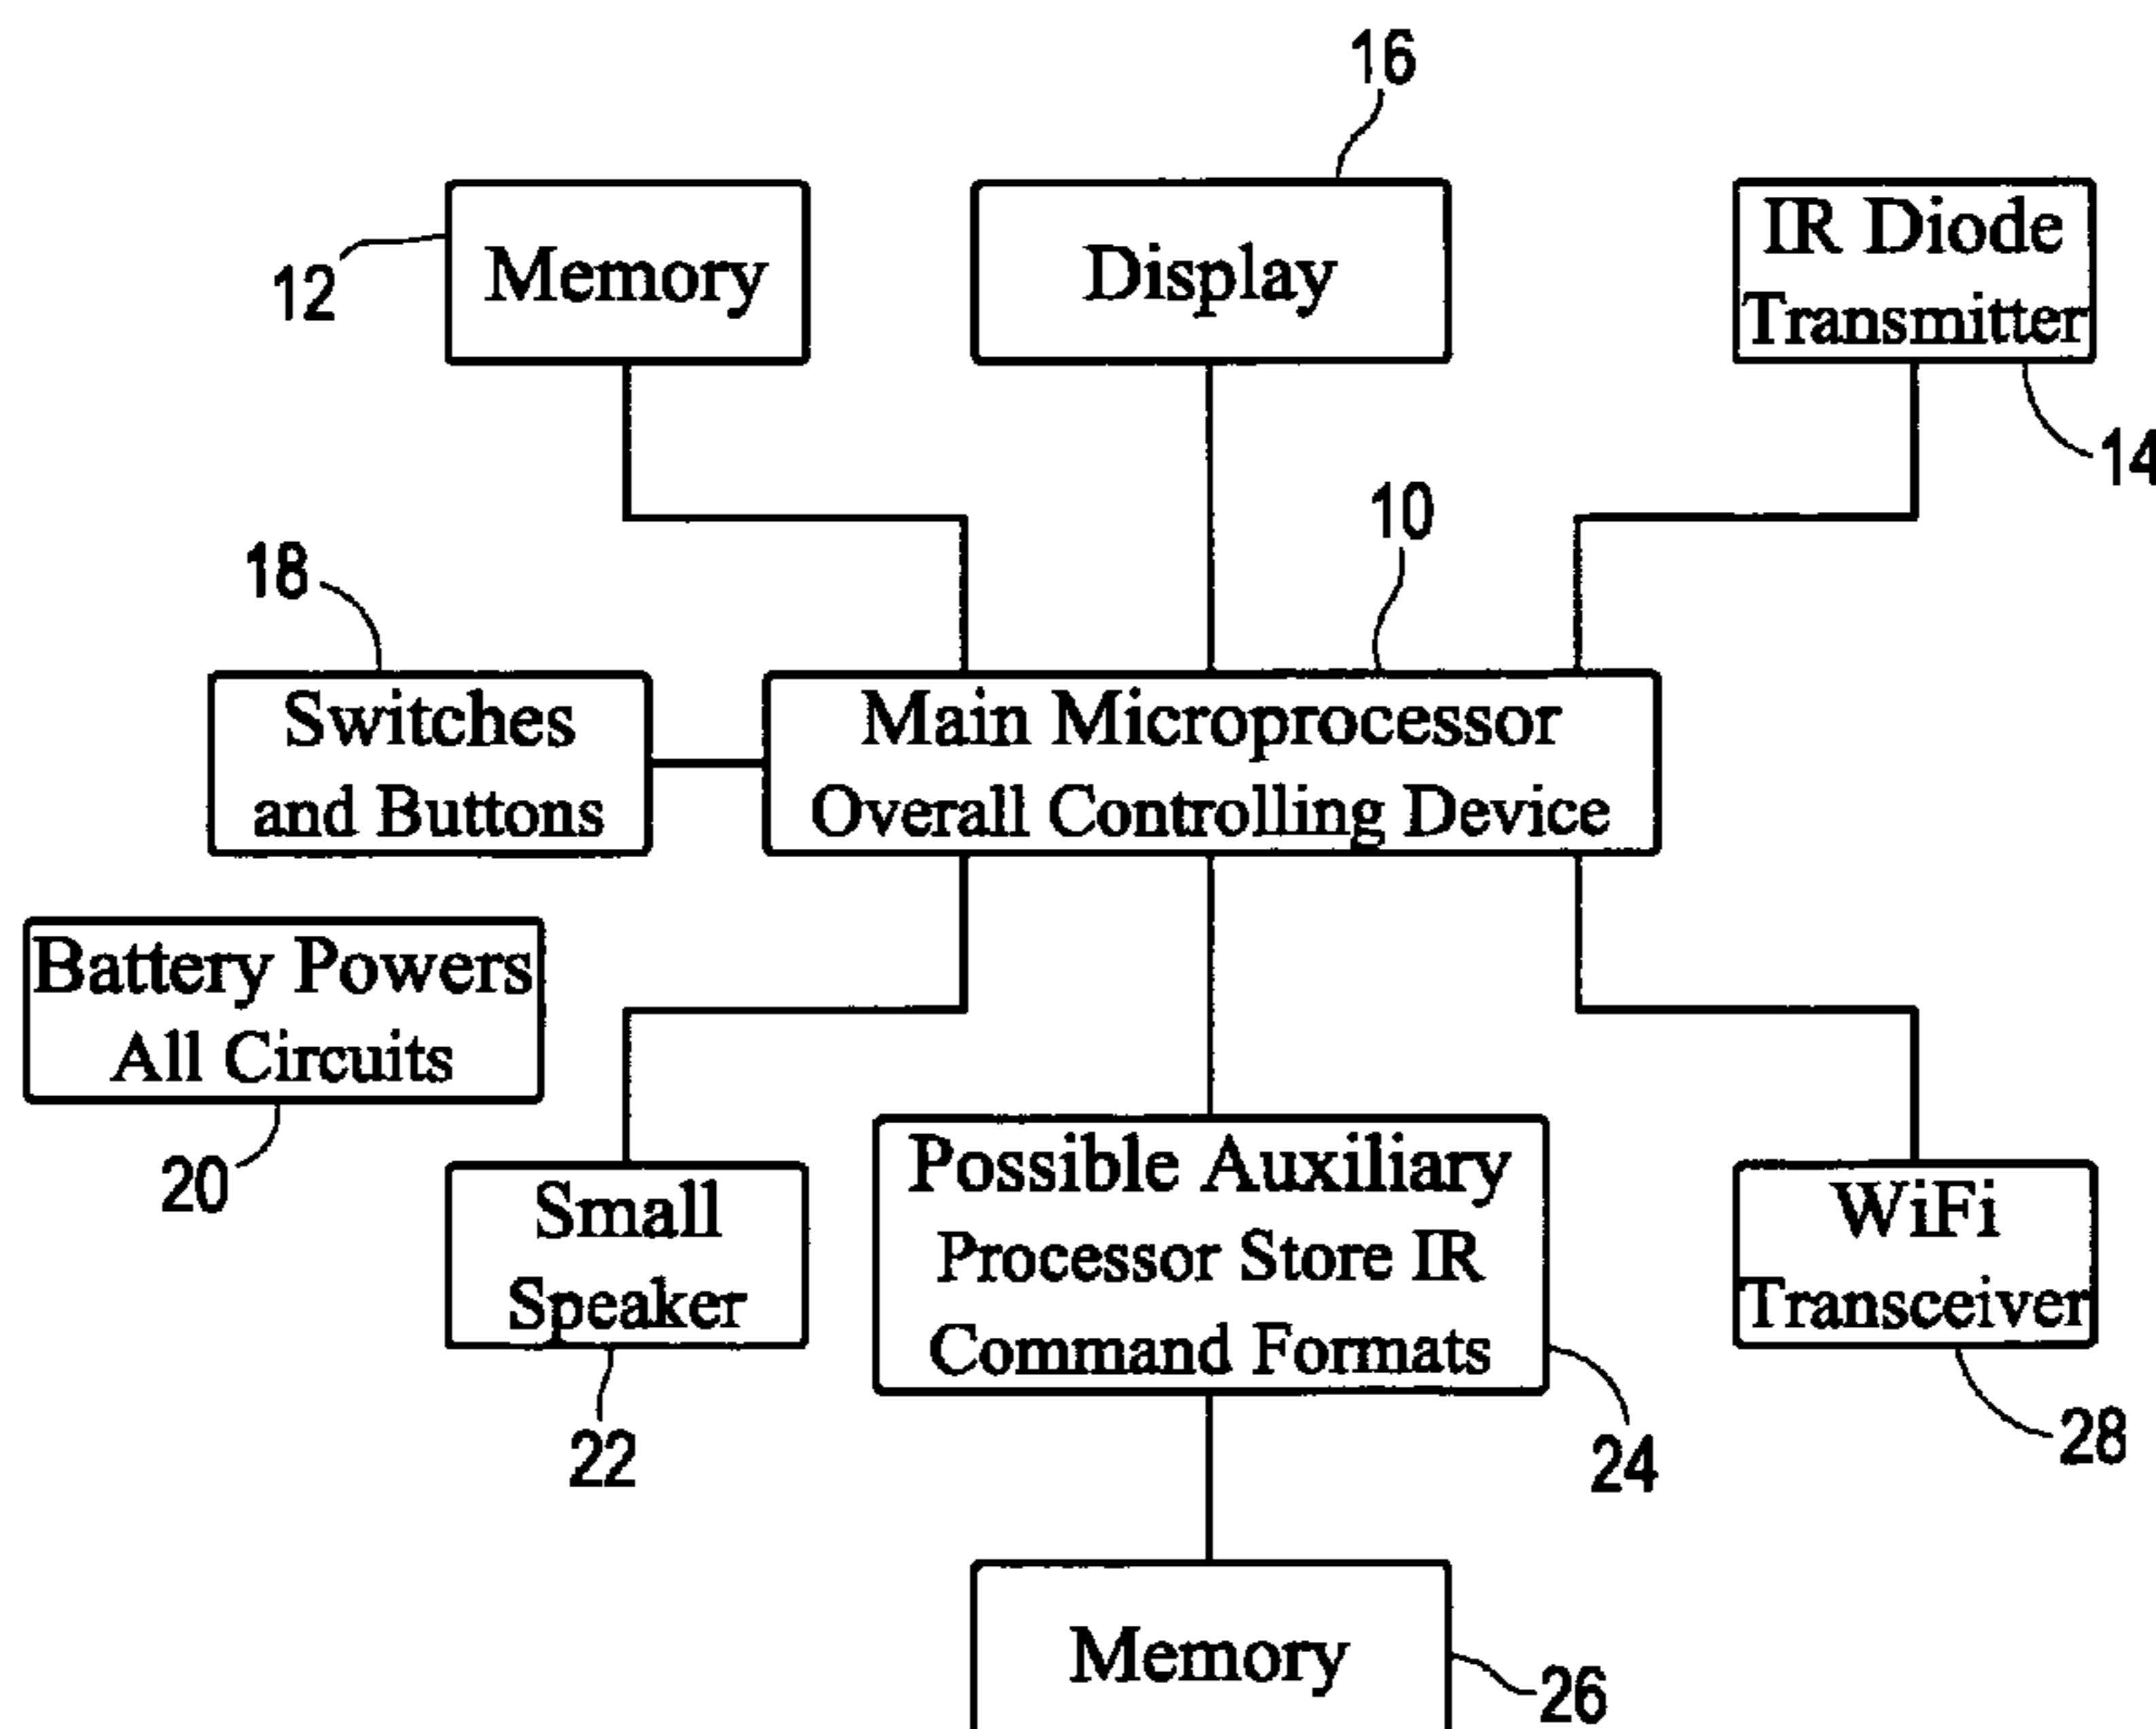 16
Memory
Display
IR Diode
Transmitter
12
14
10
18
Switches
and Buttons
Main Microprocessor
Overall Controlling Device
Battery Powers
All Circuits
20
Small
Speaker
22
Possible Auxiliary
Processor Store IR
Command Formats
24
WiFi
Transceiver
28
Memory
26